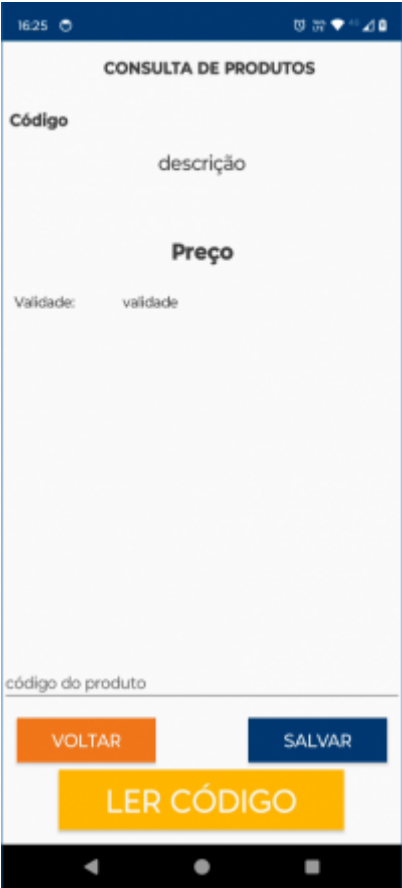 16:25
CONSULTA DE PRODUTOS
Código
descrição
Preço
Validade: validade
código do produto
VOLTAR SALVAR
LER CÓDIGO